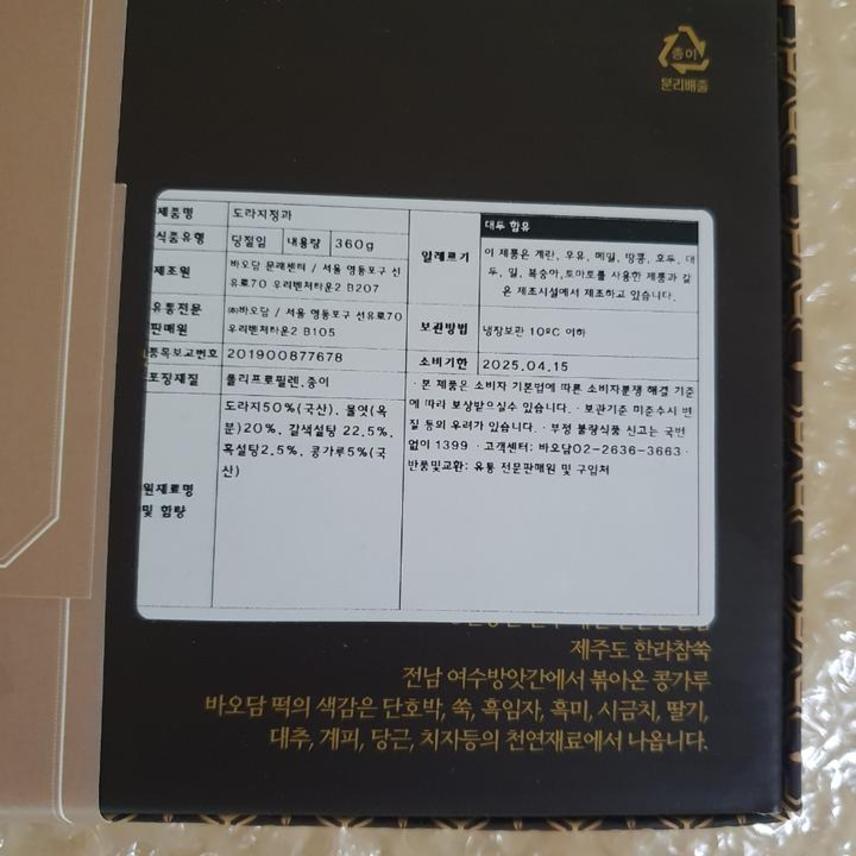 종이
분리배출
제품명 도라지정과
식품유형 당절임 내용량 360g
제조원 바오담 문래센터 / 서울 영등포구 선
유로70 우리벤처타운2 B207
유통전문
판매원
㈜바오담 / 서울 영등포구 선유로70
우리벤처타운2 B105
품목보고번호 201900877678
포장재질 폴리프로필렌,종이
원재료명
및 함량
도라지50%(국산), 물엿(옥
분)20%, 갈색설탕 22.5%,
흑설탕2.5%, 콩가루5%(국
산)
알레르기
대두 함유
이 제품은 계란, 우유, 메밀, 땅콩, 호두, 대
두, 밀, 복숭아,토마토를 사용한 제품과 같
은 제조시설에서 제조하고 있습니다.
보관방법 냉장보관 10ºC 이하
소비기한 2025.04.15
· 본 제품은 소비자 기본법에 따른 소비자분쟁 해결 기준
에 따라 보상받으실수 있습니다. · 보관기준 미준수시 변
질 등의 우려가 있습니다. · 부정 불량식품 신고는 국번
없이 1399 · 고객센터: 바오담02-2636-3663 ·
반품및교환: 유통 전문판매원 및 구입처
제주도 한라참쑥
전남 여수방앗간에서 볶아온 콩가루
바오담 떡의 색감은 단호박, 쑥, 흑임자, 흑미, 시금치, 딸기,
대추, 계피, 당근, 치자등의 천연재료에서 나옵니다.